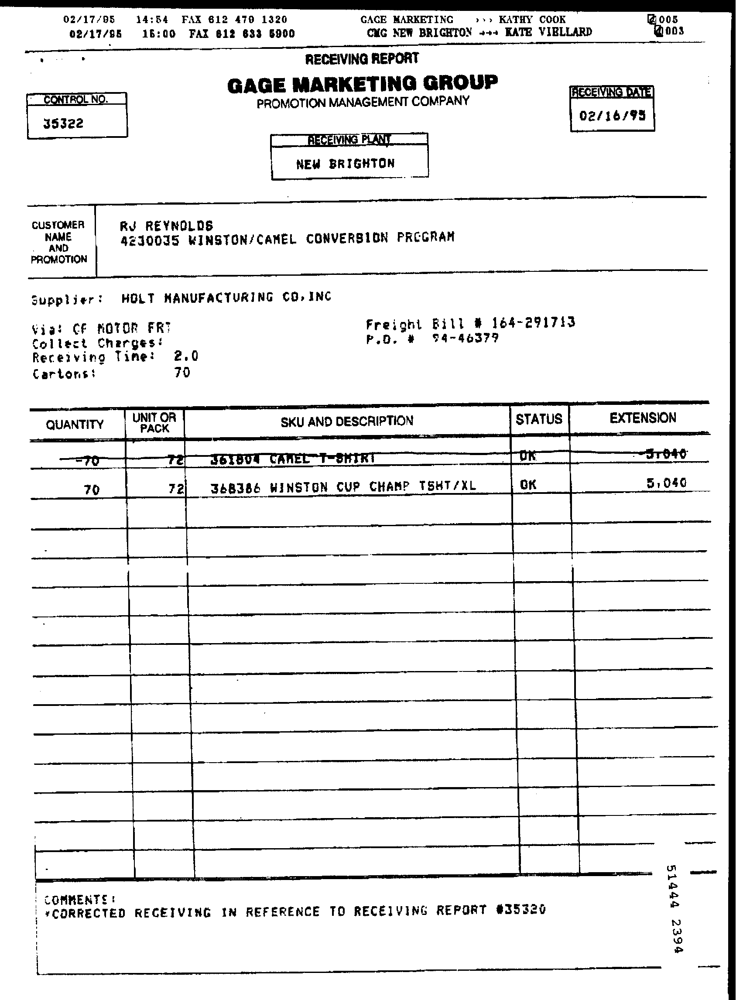 02/17/95 14:54 FAX 612 479 1320 GAGE MARKETING >>> KATHY COOK 005
02/17/95 15:00 FAX 612 633 5900 CMG NEW BRIGHTON →→→ KATE VIELLARD 003
RECEIVING REPORT
GAGE MARKETING GROUP
PROMOTION MANAGEMENT COMPANY
CONTROL NO.
35322
RECEIVING DATE
02/16/95
RECEIVING PLANT
NEW BRIGHTON
CUSTOMER NAME AND PROMOTION
RJ REYNOLDS
4230035 WINSTON/CAMEL CONVERSION PROGRAM
Supplier: HOLT MANUFACTURING CO,INC
Via: CF MOTOR FRT Freight Bill # 164-291713
Collect Charges: P.O. # 94-46379
Receiving Time: 2.0
Cartons: 70
QUANTITY UNIT OR PACK SKU AND DESCRIPTION STATUS EXTENSION
-70 72 361804 CAMEL T-SHIRT OK -5,040
70 72 368386 WINSTON CUP CHAMP TSHT/XL OK 5,040
COMMENTS:
*CORRECTED RECEIVING IN REFERENCE TO RECEIVING REPORT #35320
51444 2394